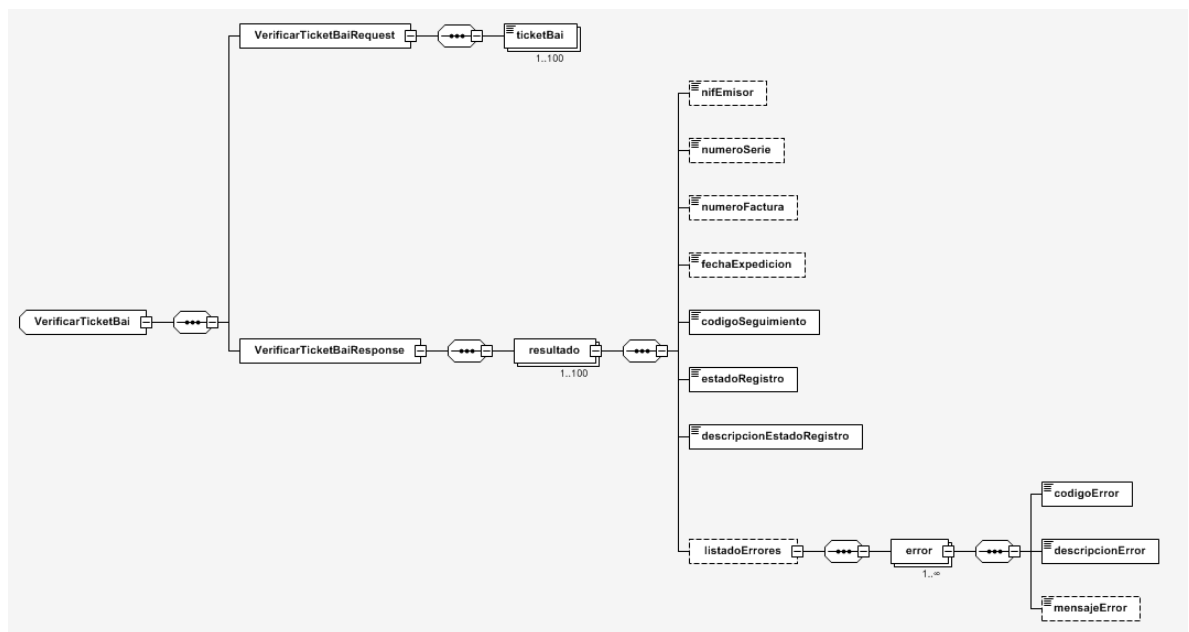 VerificarTicketBaiRequest
ticketBai
1..100
nifEmisor
numeroSerie
numeroFactura
fechaExpedicion
VerificarTicketBai
codigoSeguimiento
VerificarTicketBaiResponse
resultado
1..100
estadoRegistro
descripcionEstadoRegistro
codigoError
listadoErrores
error
1..∞
descripcionError
mensajeError